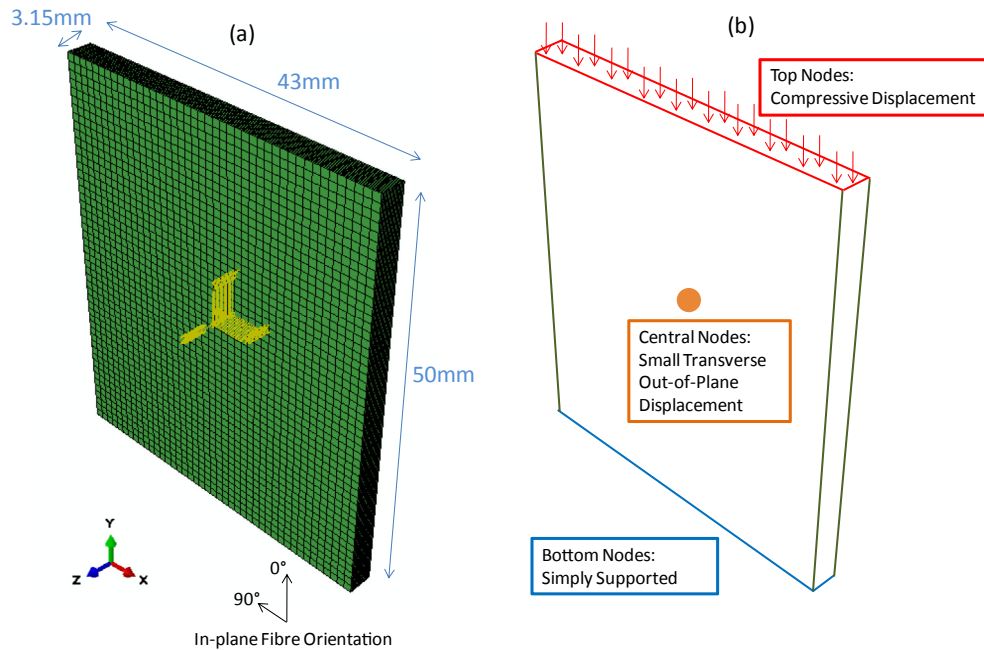 3.15mm
(a)
43mm
50mm
Y
Z
X
0°
90°
In-plane Fibre Orientation
(b)
Top Nodes:
Compressive Displacement
Central Nodes:
Small Transverse
Out-of-Plane
Displacement
Bottom Nodes:
Simply Supported